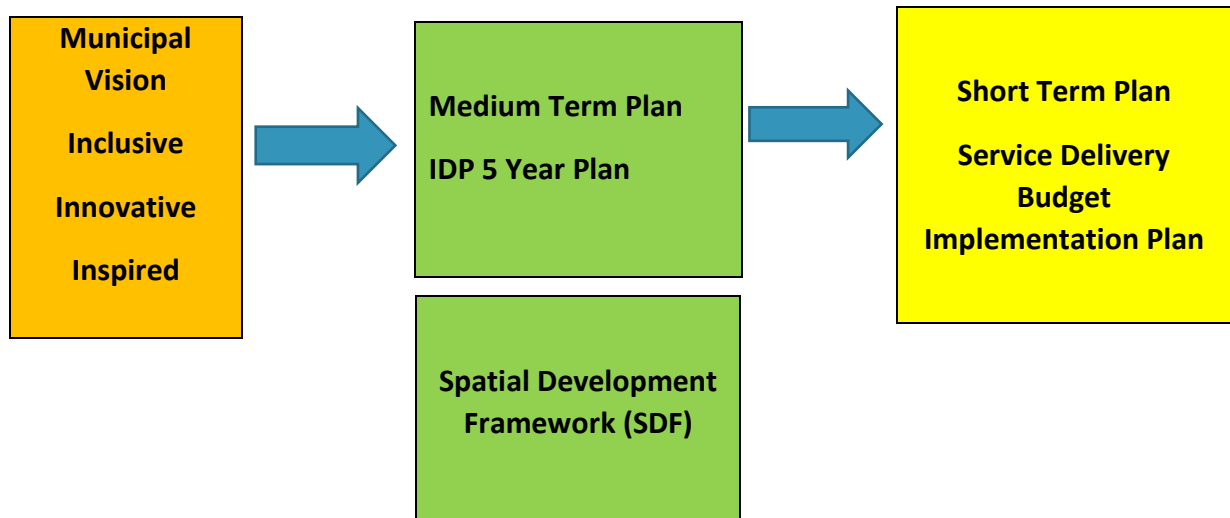 Municipal
Vision
Inclusive
Innovative
Inspired
Medium Term Plan
IDP 5 Year Plan
Spatial Development
Framework (SDF)
Short Term Plan
Service Delivery
Budget
Implementation Plan